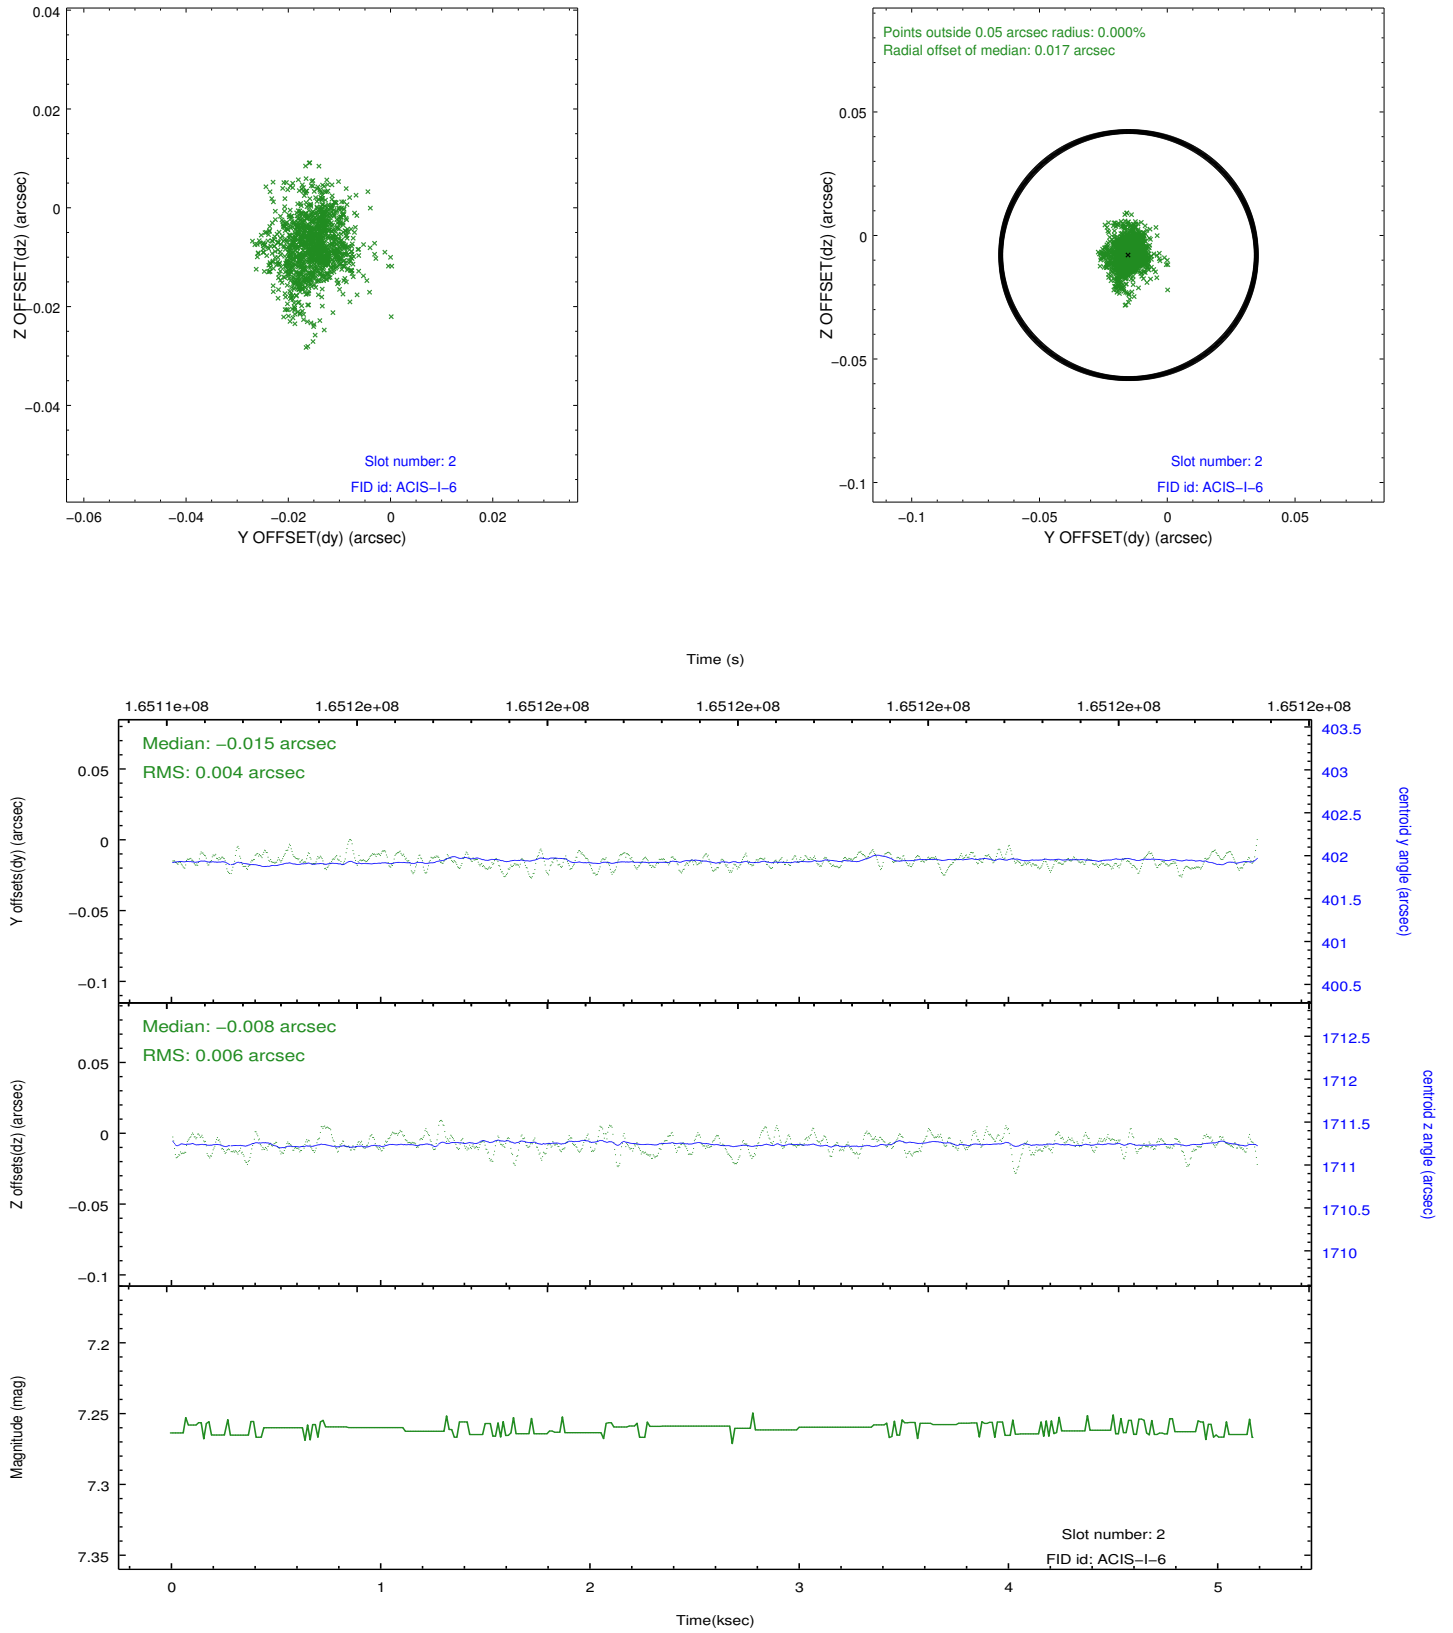 0.04
0.02
0
−0.02
−0.04
Z OFFSET(dz) (arcsec)
Slot number: 2
FID id: ACIS−I−6
−0.06
−0.04
−0.02
0
0.02
Y OFFSET(dy) (arcsec)
Points outside 0.05 arcsec radius: 0.000%
Radial offset of median: 0.017 arcsec
0.05
0
−0.05
−0.1
Z OFFSET(dz) (arcsec)
Slot number: 2
FID id: ACIS−I−6
−0.1
−0.05
0
0.05
Y OFFSET(dy) (arcsec)
Time (s)
1.6511e+08
1.6512e+08
1.6512e+08
1.6512e+08
1.6512e+08
1.6512e+08
1.6512e+08
Median: −0.015 arcsec
RMS: 0.004 arcsec
0.05
0
−0.05
−0.1
Y offsets(dy) (arcsec)
403.5
403
402.5
402
401.5
401
400.5
centroid y angle (arcsec)
Median: −0.008 arcsec
RMS: 0.006 arcsec
0.05
0
−0.05
−0.1
Z offsets(dz) (arcsec)
1712.5
1712
1711.5
1711
1710.5
1710
centroid z angle (arcsec)
7.2
7.25
7.3
7.35
Magnitude (mag)
Slot number: 2
FID id: ACIS−I−6
0
1
2
3
4
5
Time(ksec)